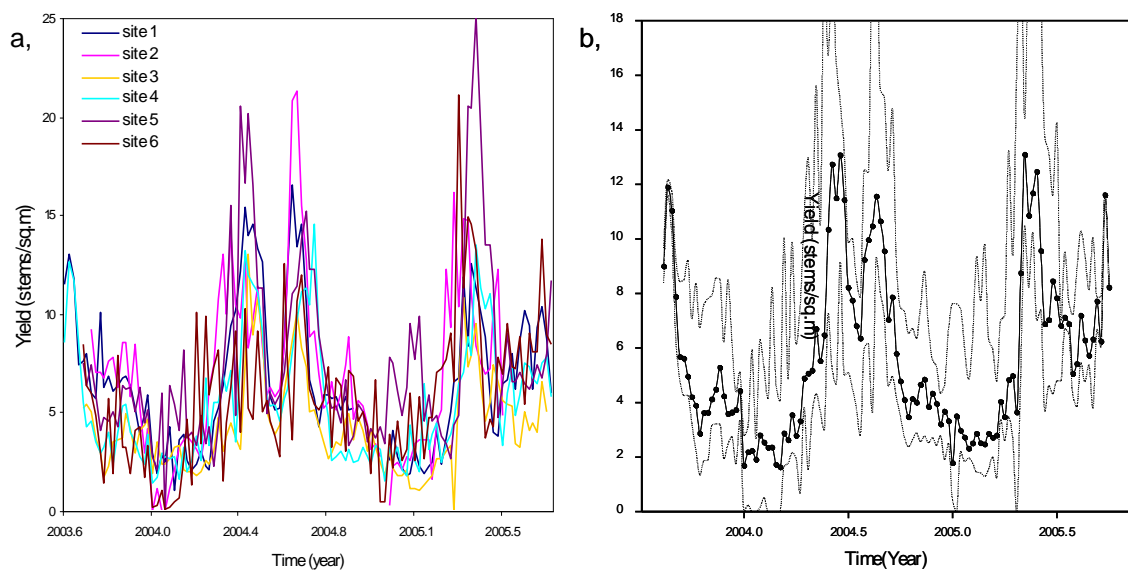 a,
25
20
15
10
5
0
Yield (stems/sq.m)
site 1
site 2
site 3
site 4
site 5
site 6
2003.6 2004.0 2004.4 2004.8 2005.1 2005.5
Time (year)
b,
18
16
14
12
10
8
6
4
2
0
Yield (stems/sq.m)
2004.0 2004.5 2005.0 2005.5
Time(Year)